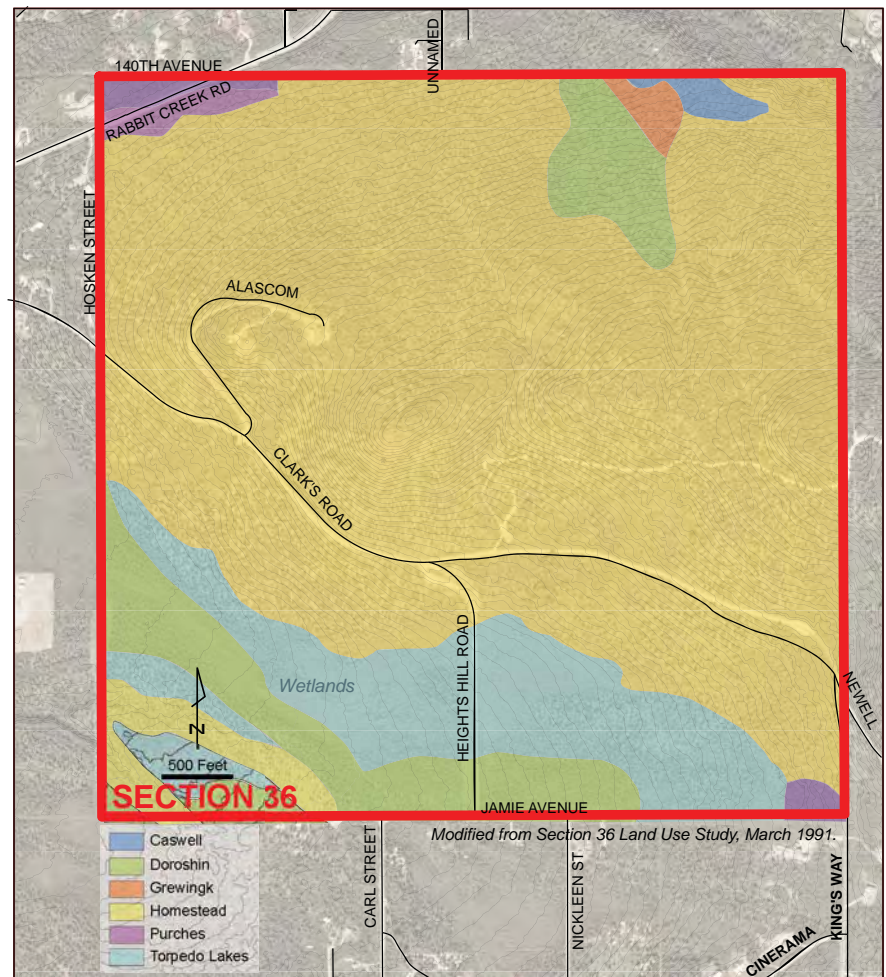 140TH AVENUE
UNNAMED
RABBIT CREEK RD
HOSKEN STREET
ALASCOM
CLARK'S ROAD
HEIGHTS HILL ROAD
Wetlands
NEWELL
N
500 Feet
SECTION 36
JAMIE AVENUE
Modified from Section 36 Land Use Study, March 1991.
Caswell
Doroshin
Grewingk
Homestead
Purches
Torpedo Lakes
CARL STREET
NICKLEEN ST
KING'S WAY
CINERAMA